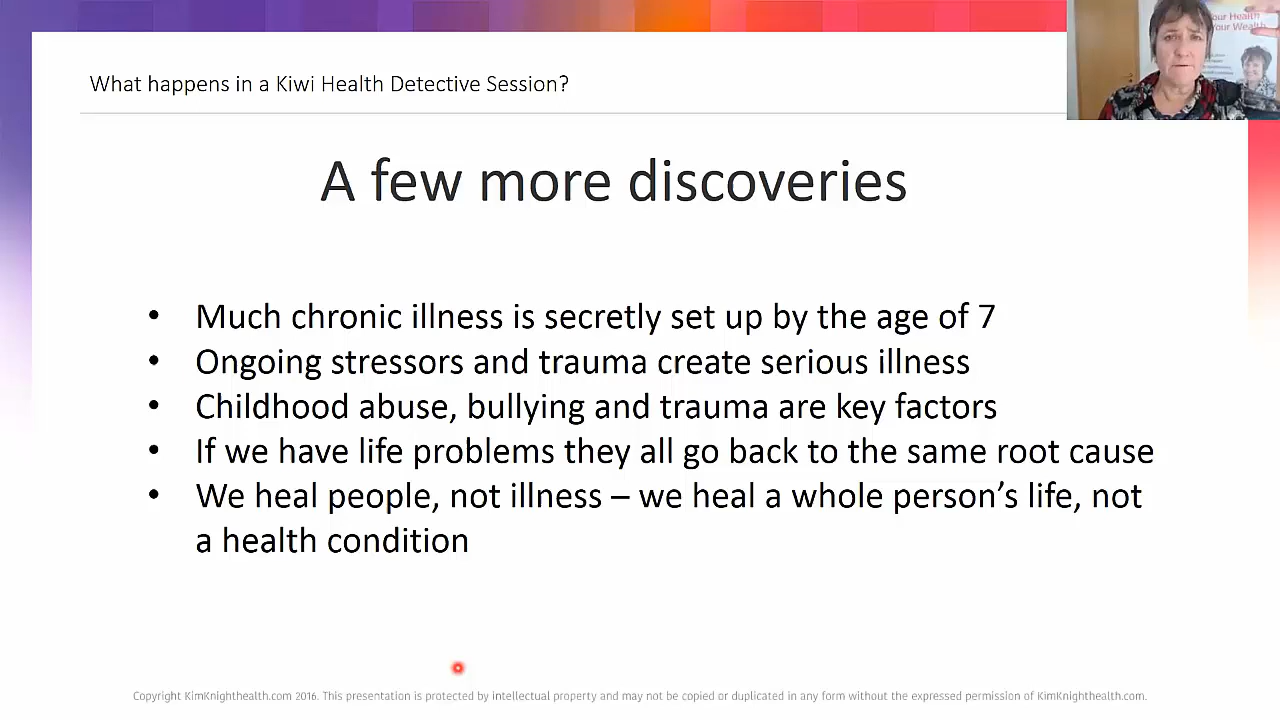 What happens in a Kiwi Health Detective Session?
our Health
Your Wealth
A few more discoveries
• Much chronic illness is secretly set up by the age of 7
• Ongoing stressors and trauma create serious illness
• Childhood abuse, bullying and trauma are key factors
• If we have life problems they all go back to the same root cause
• We heal people, not illness – we heal a whole person’s life, not
a health condition
Copyright KimKnighthealth.com 2016. This presentation is protected by intellectual property and may not be copied or duplicated in any form without the expressed permission of KimKnighthealth.com.